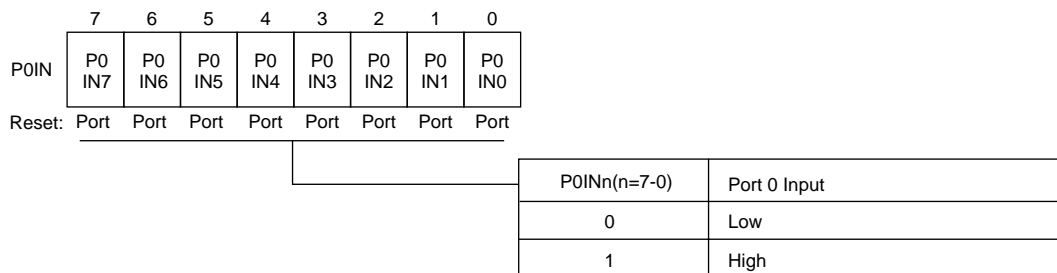 7 6 5 4 3 2 1 0
P0IN P0 IN7 P0 IN6 P0 IN5 P0 IN4 P0 IN3 P0 IN2 P0 IN1 P0 IN0
Reset: Port Port Port Port Port Port Port Port
P0INn(n=7-0) Port 0 Input
0 Low
1 High